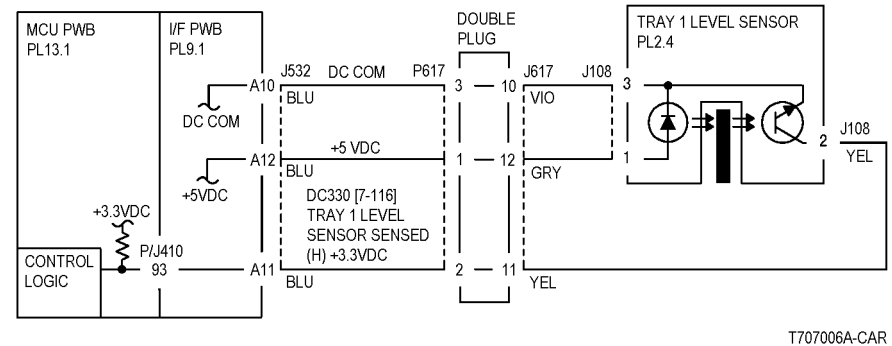 MCU PWB
PL13.1
I/F PWB
PL9.1
DOUBLE
PLUG
TRAY 1 LEVEL SENSOR
PL2.4
A10
J532
DC COM
P617
3
10
J617
J108
3
BLU
VIO
DC COM
+5 VDC
2
J108
YEL
A12
1
12
1
BLU
GRY
+5VDC
DC330 [7-116]
TRAY 1 LEVEL
SENSOR SENSED
(H) +3.3VDC
+3.3VDC
P/J410
93
CONTROL
LOGIC
A11
2
11
BLU
YEL
T707006A-CAR